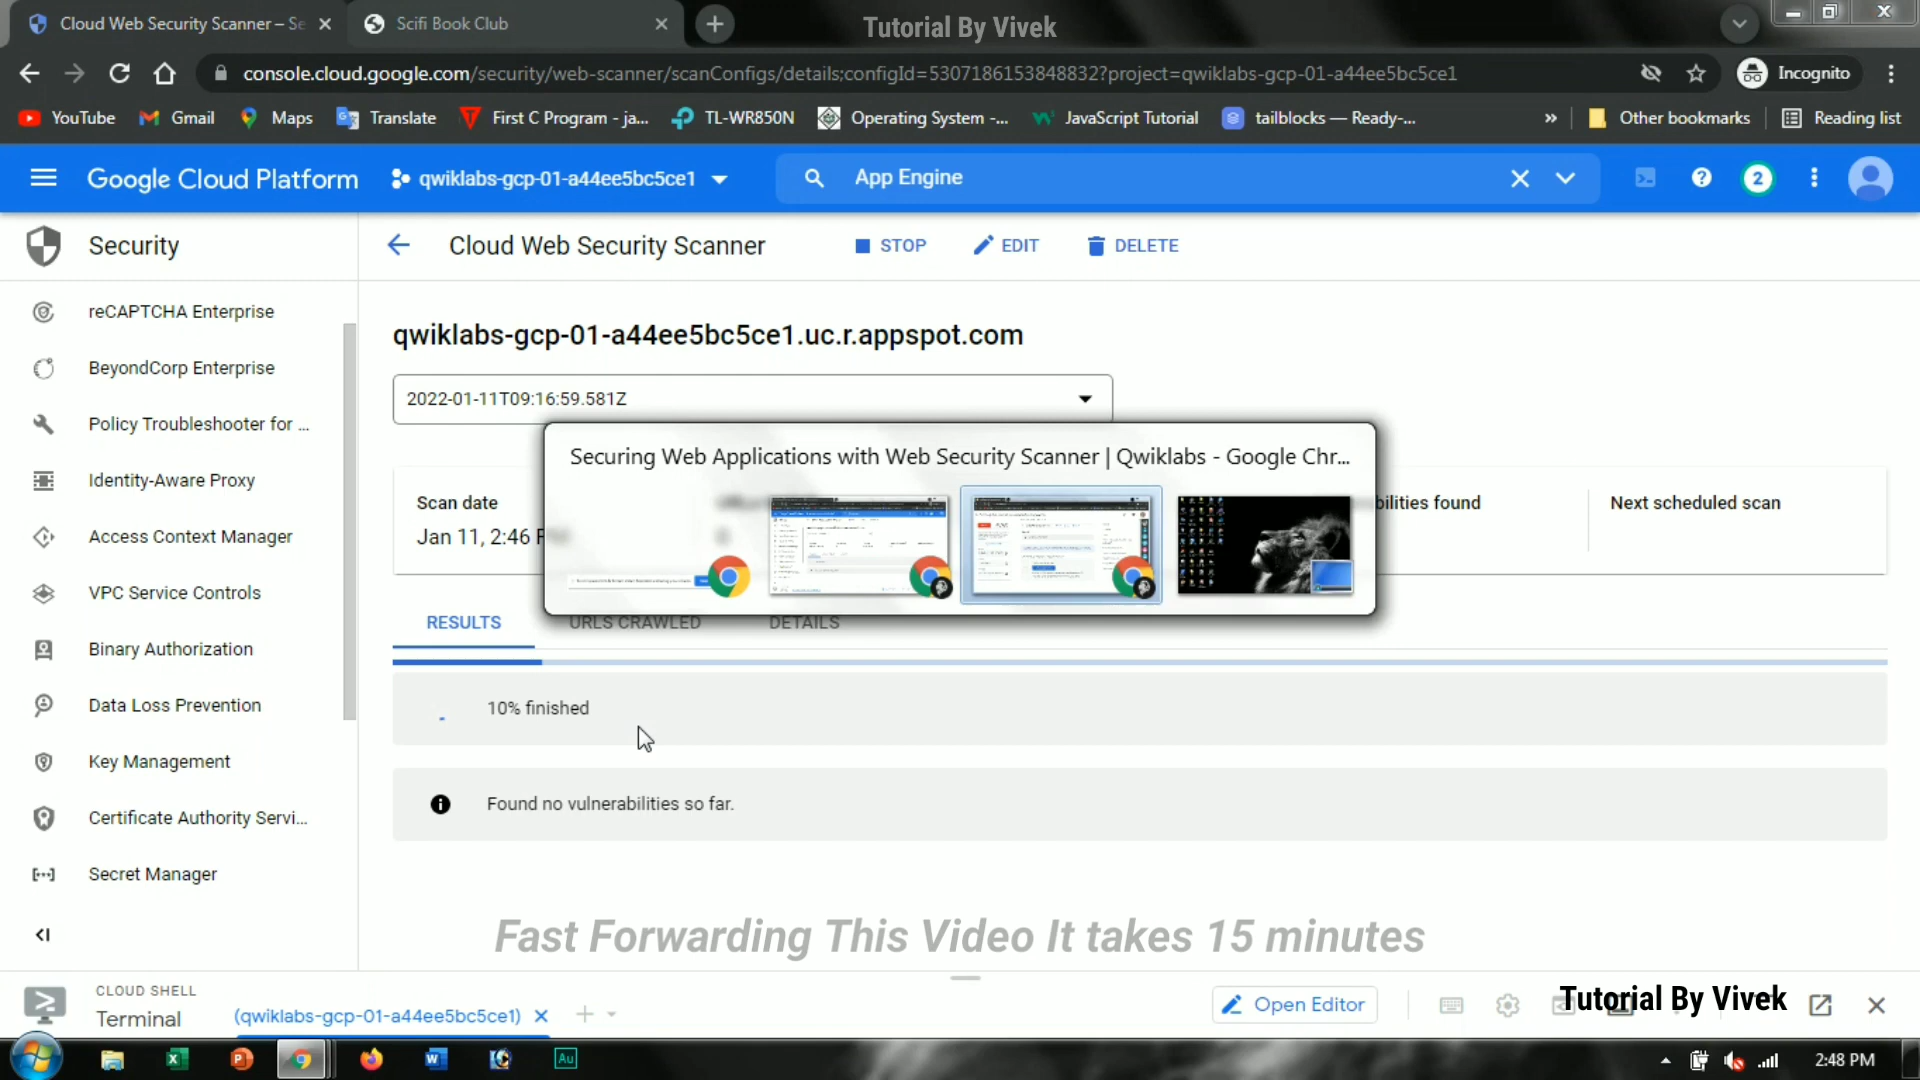 Cloud Web Security Scanner – Se
Scifi Book Club
Tutorial By Vivek
console.cloud.google.com/security/web-scanner/scanConfigs/details;configId=5307186153848832?project=qwiklabs-gcp-01-a44ee5bc5ce1
Incognito
YouTube
Gmail
Maps
Translate
First C Program - ja...
TL-WR850N
Operating System -...
JavaScript Tutorial
tailblocks — Ready-...
»
Other bookmarks
Reading list
Google Cloud Platform
qwiklabs-gcp-01-a44ee5bc5ce1
App Engine
2
Security
Cloud Web Security Scanner
STOP
EDIT
DELETE
reCAPTCHA Enterprise
BeyondCorp Enterprise
Policy Troubleshooter for ...
Identity-Aware Proxy
Access Context Manager
VPC Service Controls
Binary Authorization
Data Loss Prevention
Key Management
Certificate Authority Servi...
Secret Manager
qwiklabs-gcp-01-a44ee5bc5ce1.uc.r.appspot.com
2022-01-11T09:16:59.581Z
Securing Web Applications with Web Security Scanner | Qwiklabs - Google Chr...
Scan date
Jan 11, 2:46 P
bilities found
Next scheduled scan
RESULTS
URLS CRAWLED
DETAILS
10% finished
Found no vulnerabilities so far.
Fast Forwarding This Video It takes 15 minutes
CLOUD SHELL
Terminal
(qwiklabs-gcp-01-a44ee5bc5ce1)
Open Editor
Tutorial By Vivek
Au
2:48 PM